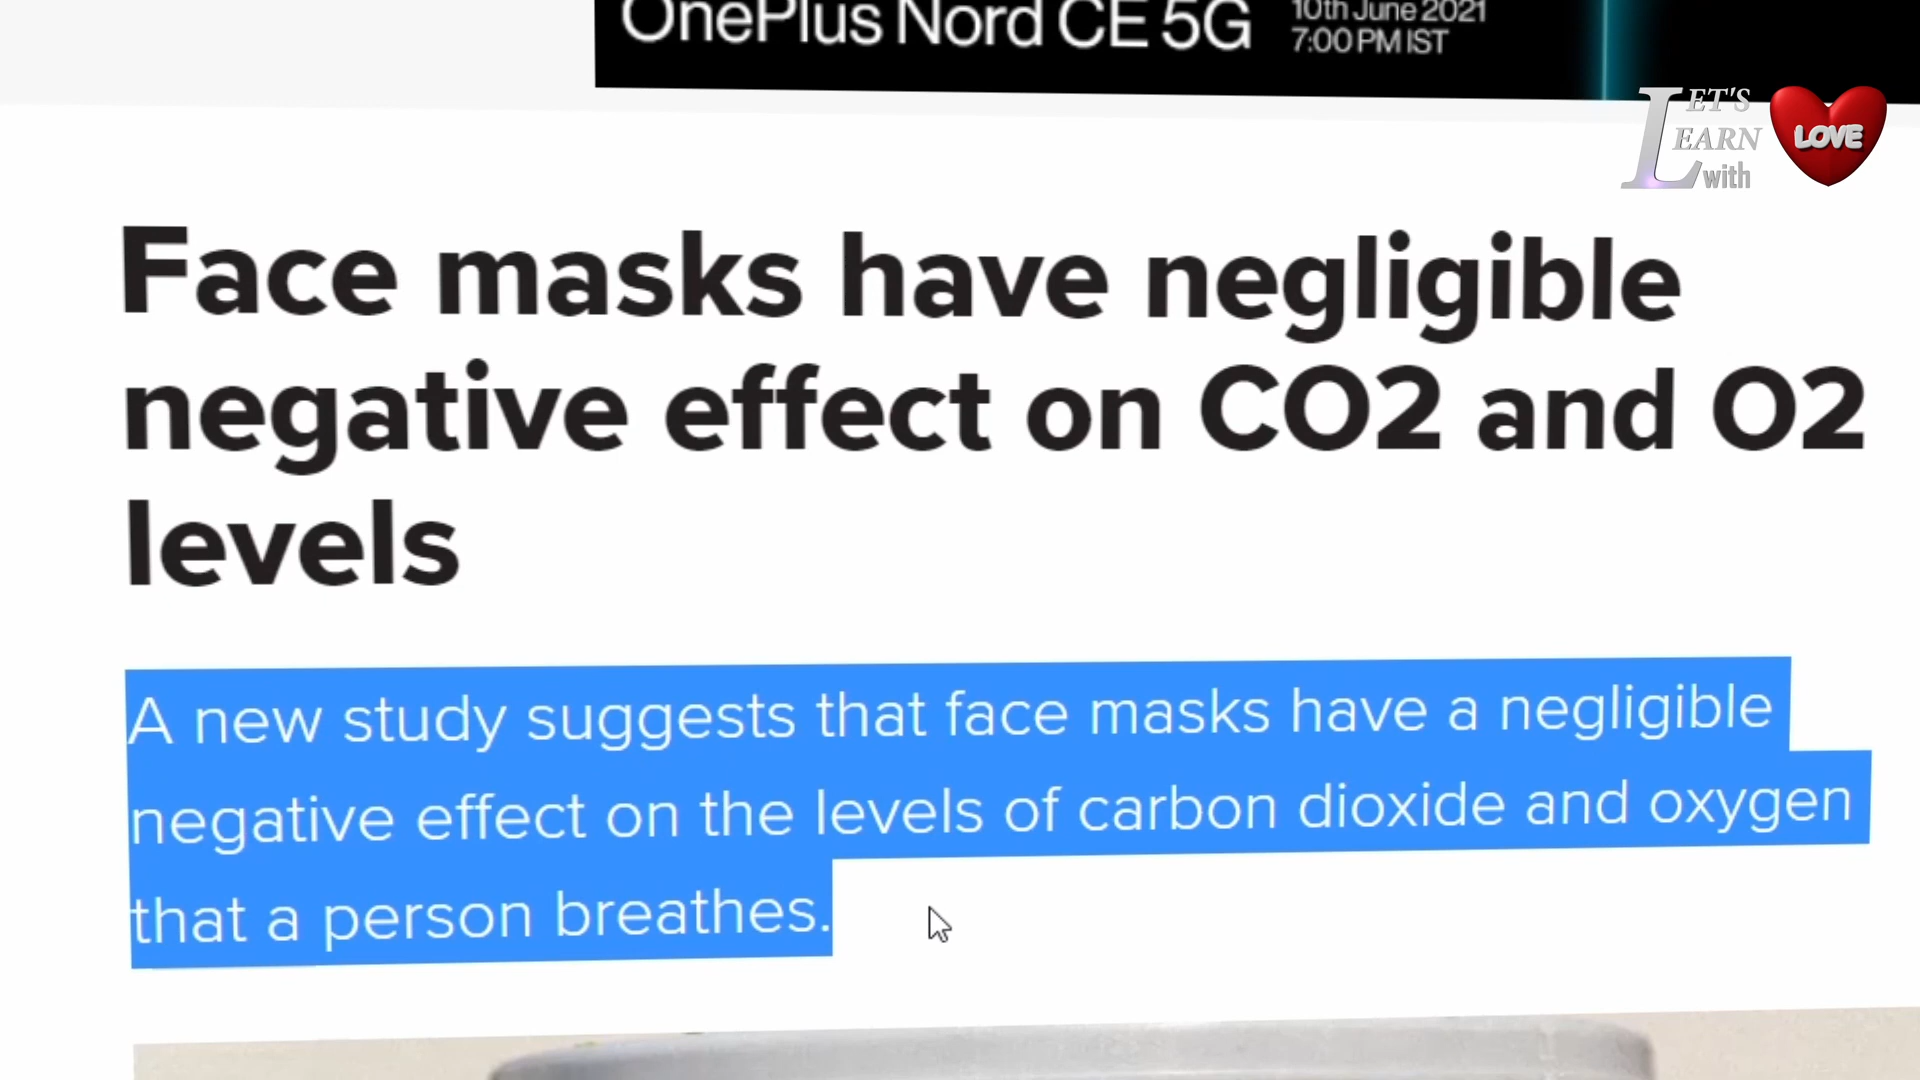 OnePlus Nord CE 5G
10th June 2021
7:00 PM IST
LET'S
LEARN
with
LOVE
Face masks have negligible
negative effect on CO2 and O2
levels
A new study suggests that face masks have a negligible
negative effect on the levels of carbon dioxide and oxygen
that a person breathes.